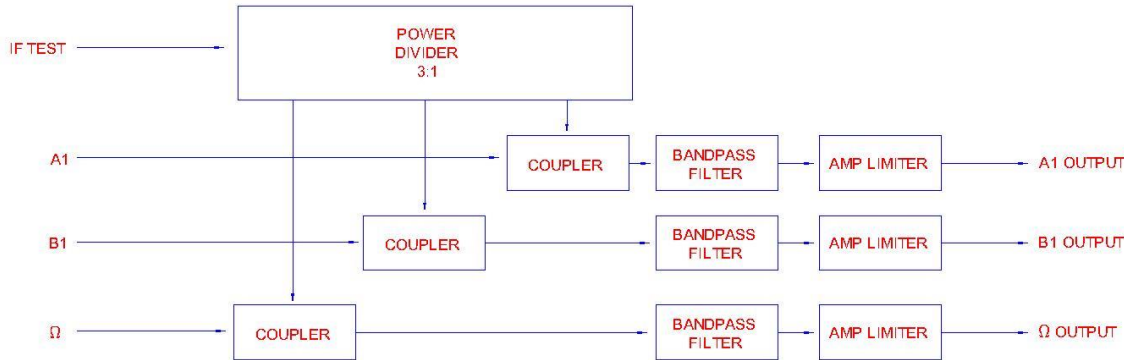 IF TEST
POWER
DIVIDER
3:1
A1
COUPLER
BANDPASS
FILTER
AMP LIMITER
A1 OUTPUT
B1
COUPLER
BANDPASS
FILTER
AMP LIMITER
B1 OUTPUT
Ω
COUPLER
BANDPASS
FILTER
AMP LIMITER
Ω OUTPUT